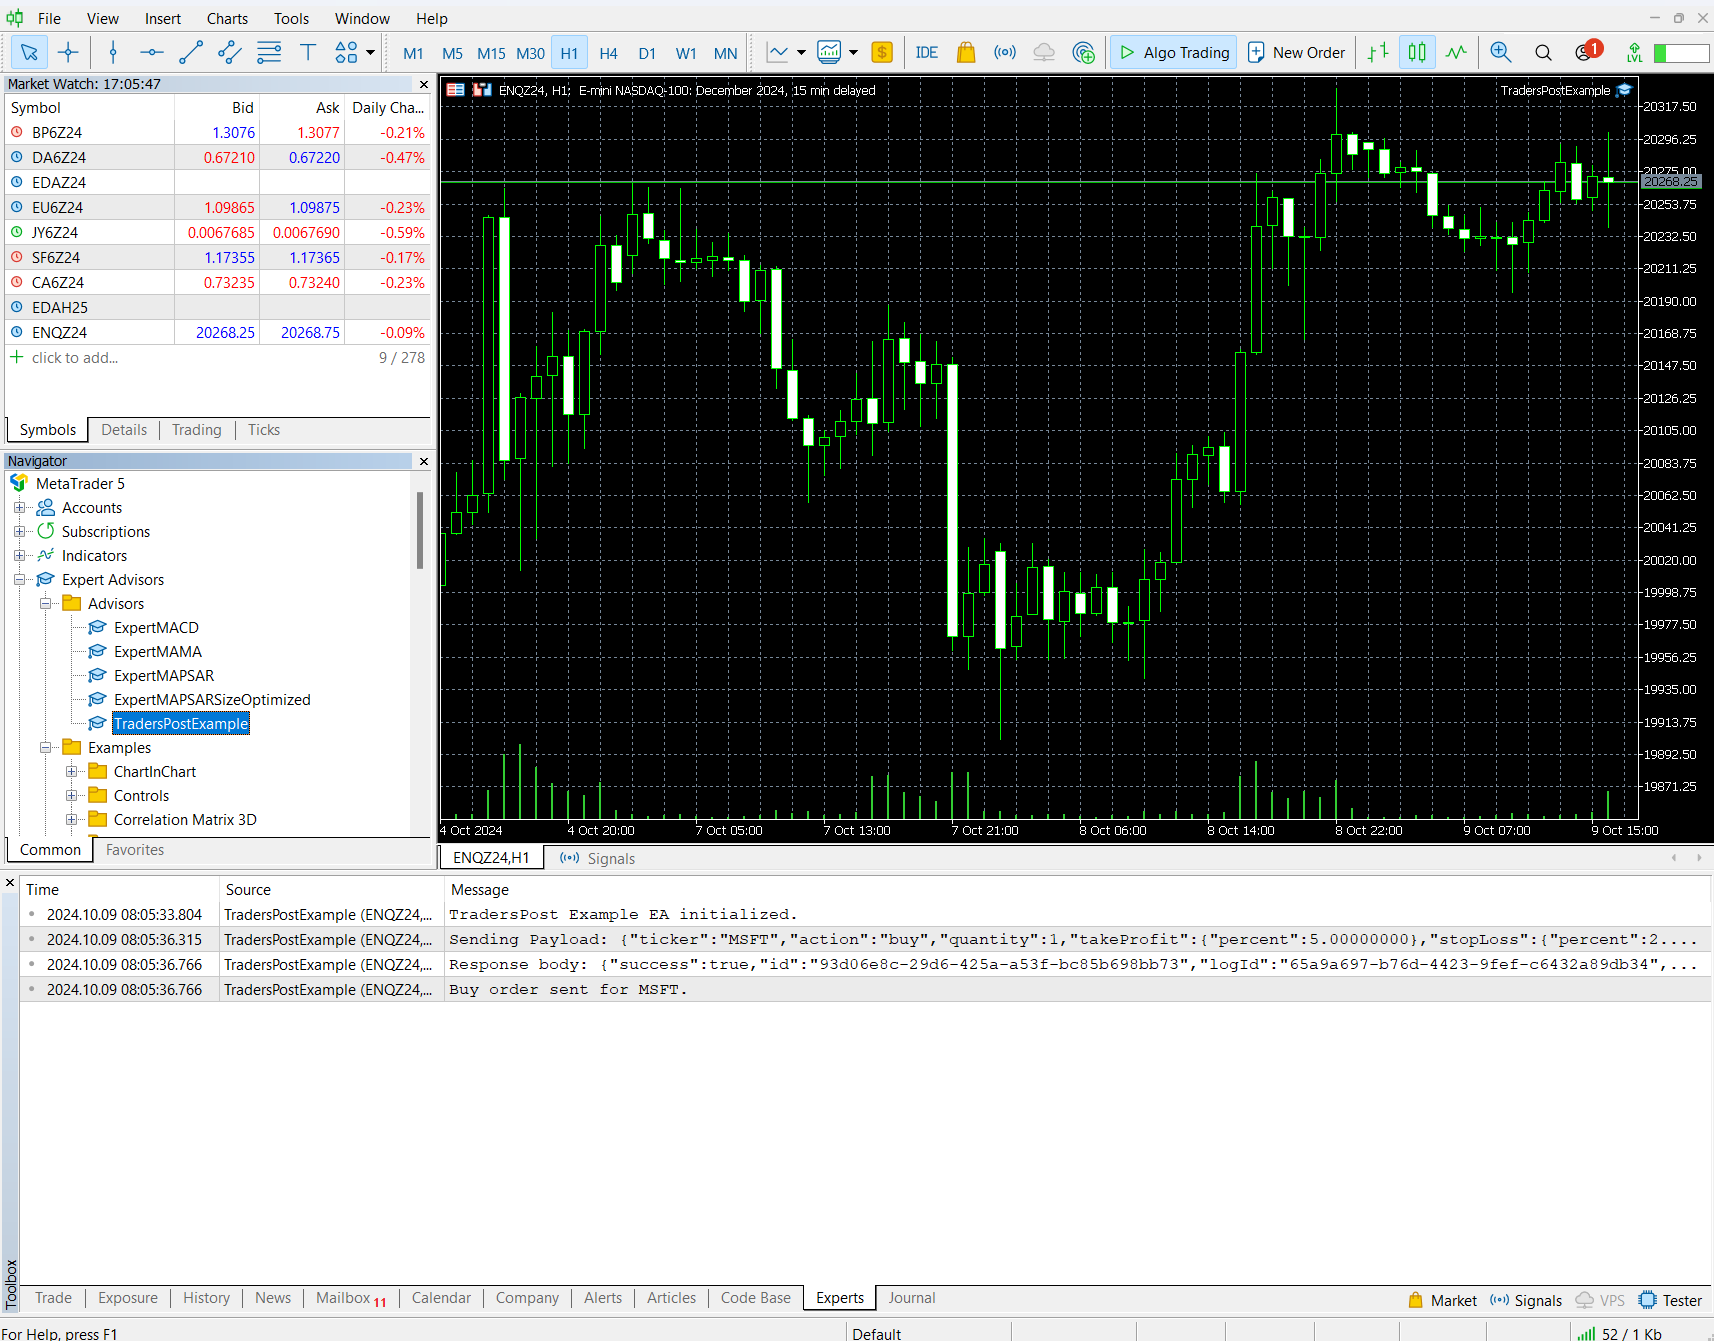 File View Insert Charts Tools Window Help
M1 M5 M15 M30 H1 H4 D1 W1 MN IDE Algo Trading New Order 1 LVL
Market Watch: 17:05:47
Symbol Bid Ask Daily Cha...
BP6Z24 1.3076 1.3077 -0.21%
DA6Z24 0.67210 0.67220 -0.47%
EDAZ24
EU6Z24 1.09865 1.09875 -0.23%
JY6Z24 0.0067685 0.0067690 -0.59%
SF6Z24 1.17355 1.17365 -0.17%
CA6Z24 0.73235 0.73240 -0.23%
EDAH25
ENQZ24 20268.25 20268.75 -0.09%
click to add... 9 / 278
Symbols Details Trading Ticks
Navigator
MetaTrader 5
Accounts
Subscriptions
Indicators
Expert Advisors
Advisors
ExpertMACD
ExpertMAMA
ExpertMAPSAR
ExpertMAPSARSizeOptimized
TradersPostExample
Examples
ChartInChart
Controls
Correlation Matrix 3D
Common Favorites
ENQZ24, H1: E-mini NASDAQ-100: December 2024, 15 min delayed
TradersPostExample
20317.50
20296.25
20275.00
20268.25
20253.75
20232.50
20211.25
20190.00
20168.75
20147.50
20126.25
20105.00
20083.75
20062.50
20041.25
20020.00
19998.75
19977.50
19956.25
19935.00
19913.75
19892.50
19871.25
4 Oct 2024 4 Oct 20:00 7 Oct 05:00 7 Oct 13:00 7 Oct 21:00 8 Oct 06:00 8 Oct 14:00 8 Oct 22:00 9 Oct 07:00 9 Oct 15:00
ENQZ24,H1 Signals
Time Source Message
2024.10.09 08:05:33.804 TradersPostExample (ENQZ24,... TradersPost Example EA initialized.
2024.10.09 08:05:36.315 TradersPostExample (ENQZ24,... Sending Payload: {"ticker":"MSFT","action":"buy","quantity":1,"takeProfit":{"percent":5.00000000},"stopLoss":{"percent":2....
2024.10.09 08:05:36.766 TradersPostExample (ENQZ24,... Response body: {"success":true,"id":"93d06e8c-29d6-425a-a53f-bc85b698bb73","logId":"65a9a697-b76d-4423-9fef-c6432a89db34",...
2024.10.09 08:05:36.766 TradersPostExample (ENQZ24,... Buy order sent for MSFT.
Toolbox
Trade Exposure History News Mailbox 11 Calendar Company Alerts Articles Code Base Experts Journal Market Signals VPS Tester
For Help, press F1 Default 52 / 1 Kb